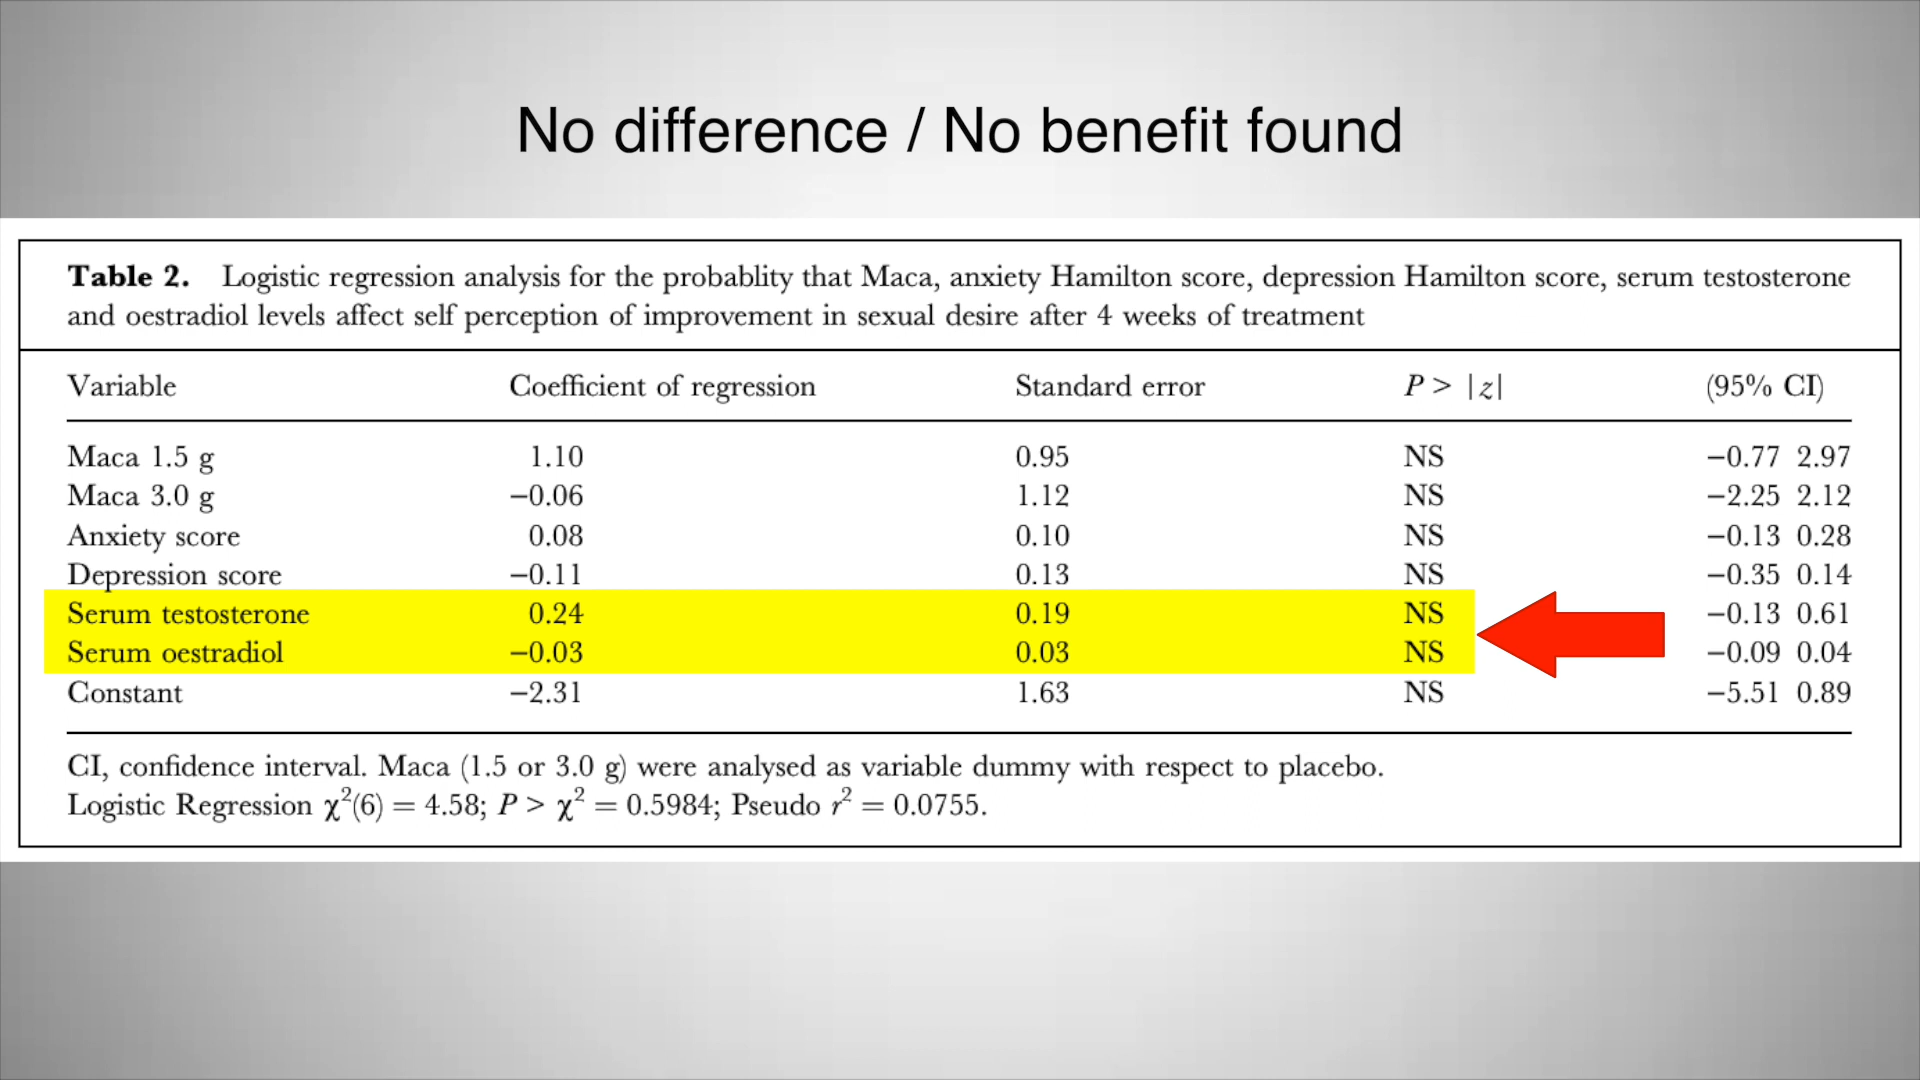 No difference / No benefit found
Table 2. Logistic regression analysis for the probablity that Maca, anxiety Hamilton score, depression Hamilton score, serum testosterone
and oestradiol levels affect self perception of improvement in sexual desire after 4 weeks of treatment
Variable Coefficient of regression Standard error P > |z| (95% CI)
Maca 1.5 g 1.10 0.95 NS −0.77 2.97
Maca 3.0 g −0.06 1.12 NS −2.25 2.12
Anxiety score 0.08 0.10 NS −0.13 0.28
Depression score −0.11 0.13 NS −0.35 0.14
Serum testosterone 0.24 0.19 NS −0.13 0.61
Serum oestradiol −0.03 0.03 NS −0.09 0.04
Constant −2.31 1.63 NS −5.51 0.89
CI, confidence interval. Maca (1.5 or 3.0 g) were analysed as variable dummy with respect to placebo.
Logistic Regression χ²(6) = 4.58; P > χ² = 0.5984; Pseudo r² = 0.0755.